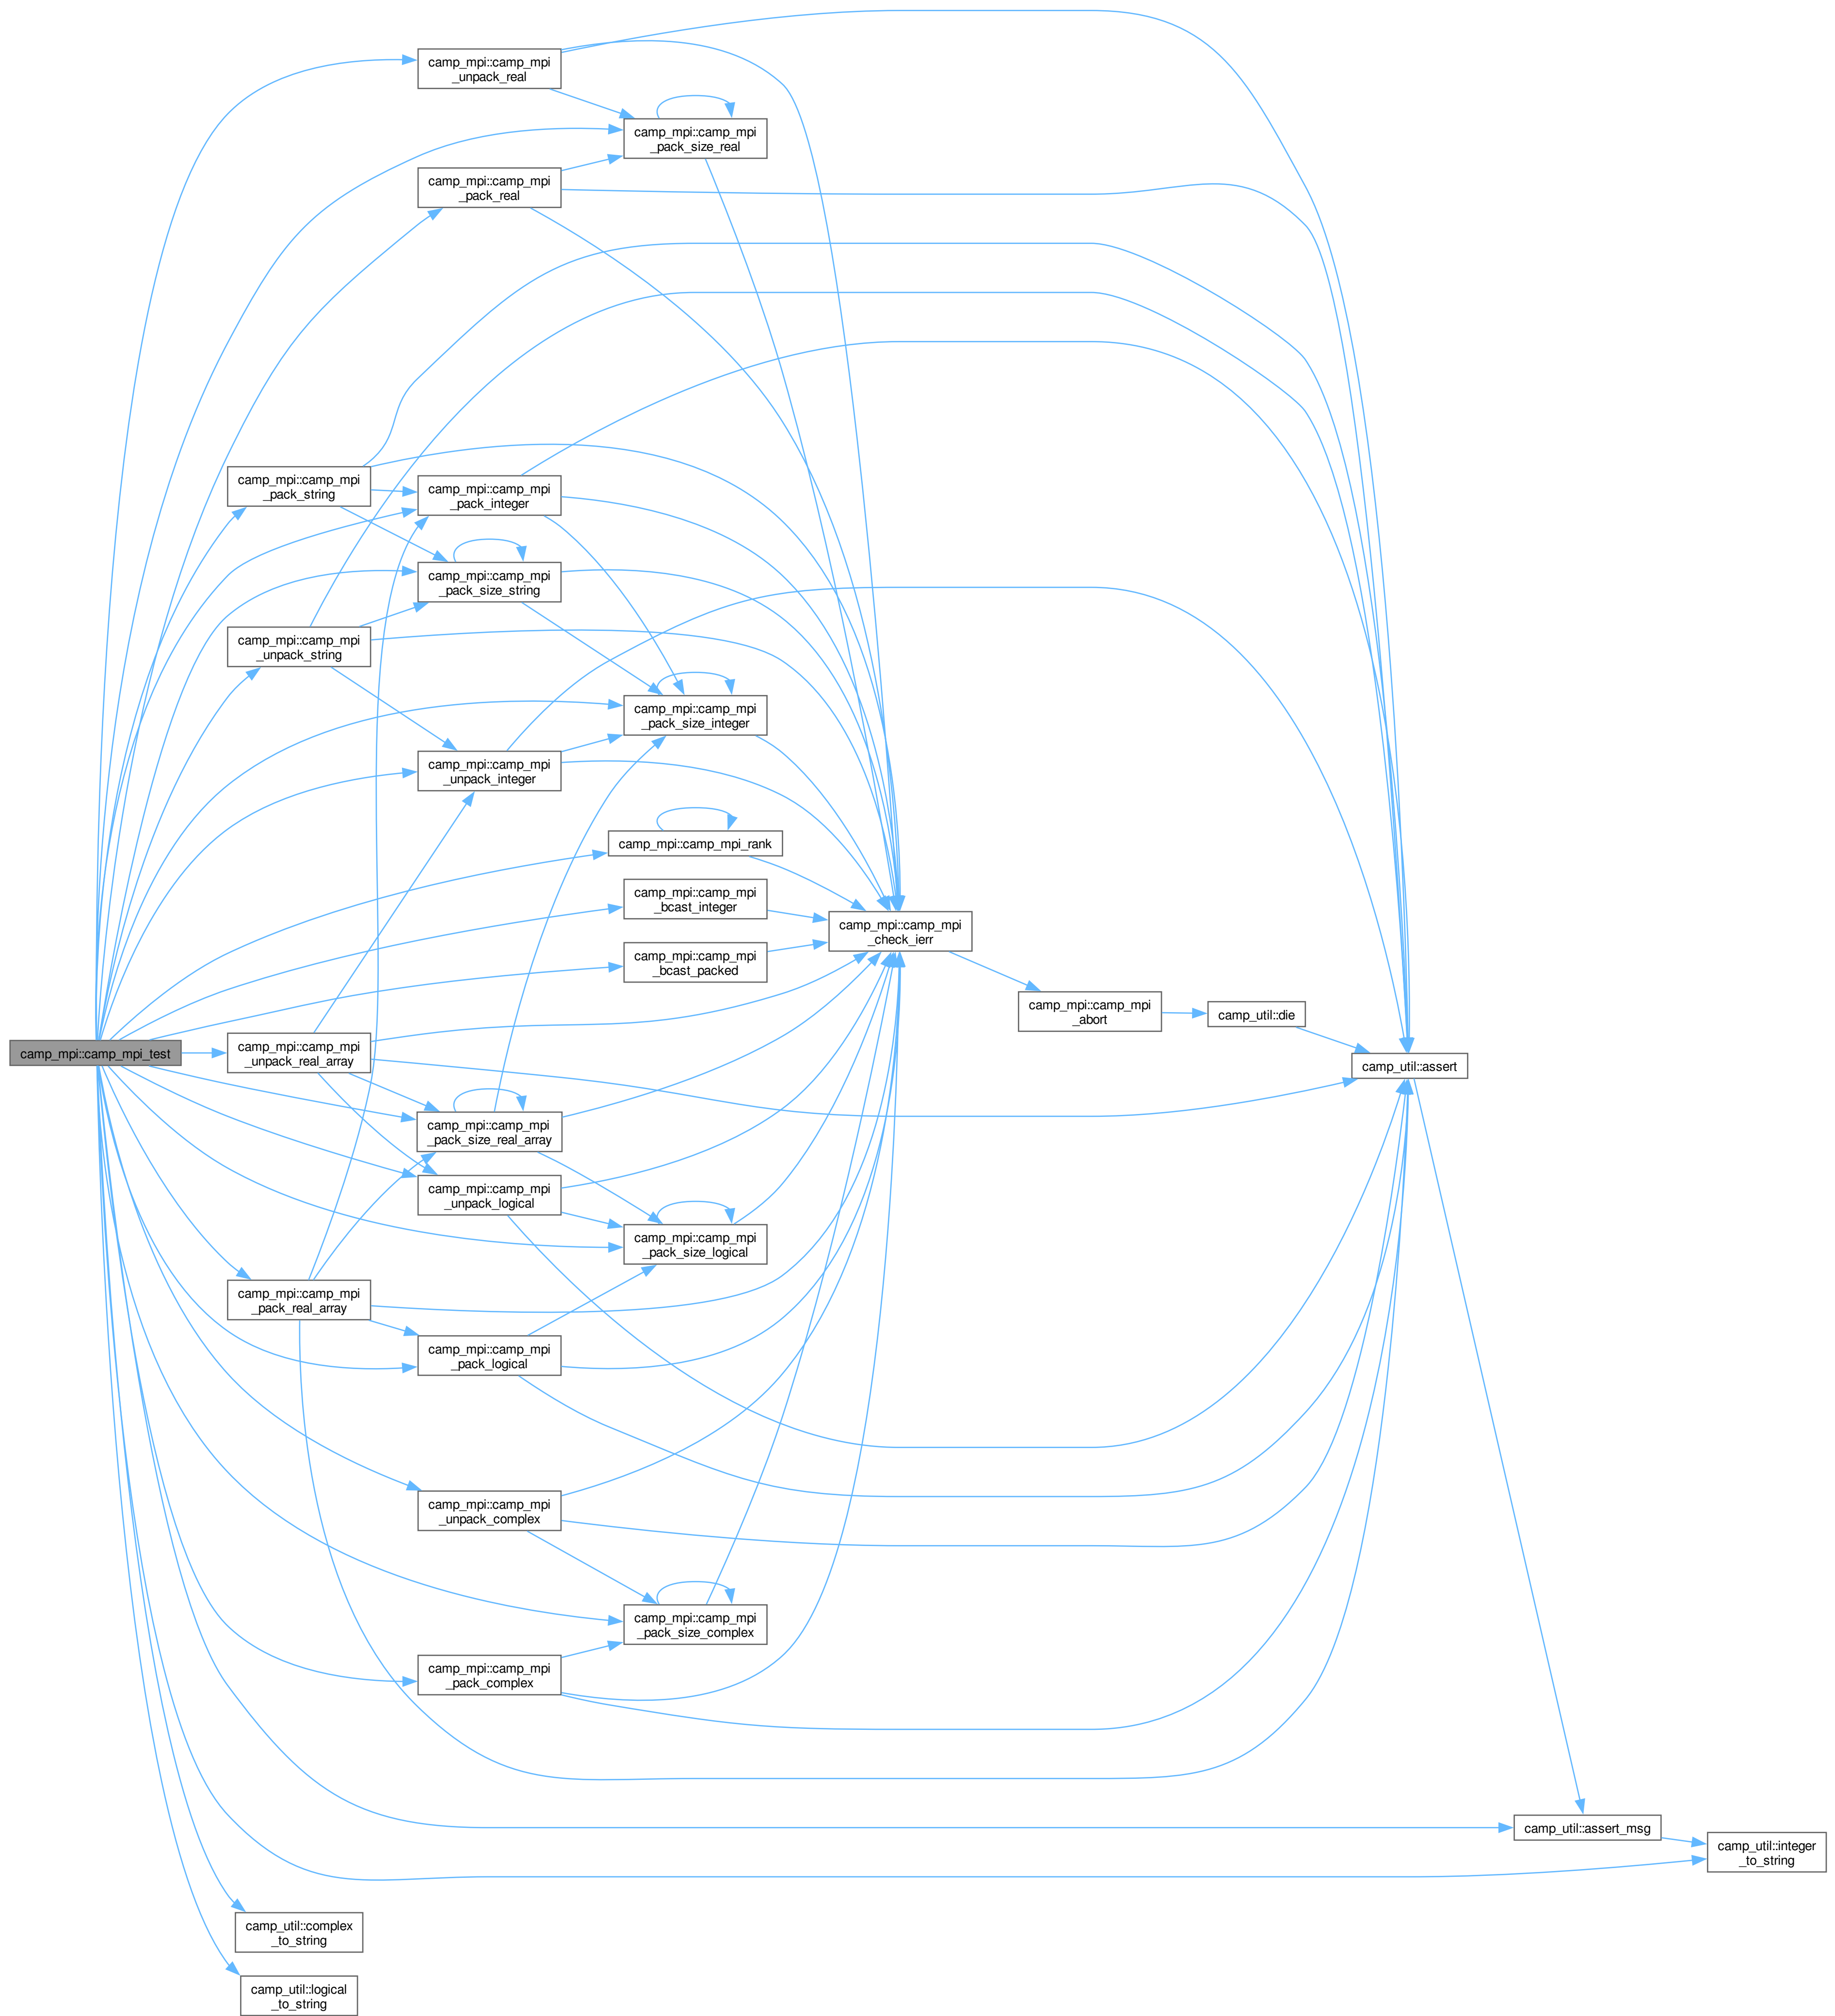 camp_mpi::camp_mpi
_unpack_real
camp_mpi::camp_mpi
_pack_size_real
camp_mpi::camp_mpi
_pack_real
camp_mpi::camp_mpi
_pack_string
camp_mpi::camp_mpi
_pack_integer
camp_mpi::camp_mpi
_pack_size_string
camp_mpi::camp_mpi
_unpack_string
camp_mpi::camp_mpi
_pack_size_integer
camp_mpi::camp_mpi
_unpack_integer
camp_mpi::camp_mpi_rank
camp_mpi::camp_mpi
_bcast_integer
camp_mpi::camp_mpi
_check_ierr
camp_mpi::camp_mpi
_bcast_packed
camp_mpi::camp_mpi
_abort
camp_util::die
camp_mpi::camp_mpi_test
camp_mpi::camp_mpi
_unpack_real_array
camp_util::assert
camp_mpi::camp_mpi
_pack_size_real_array
camp_mpi::camp_mpi
_unpack_logical
camp_mpi::camp_mpi
_pack_size_logical
camp_mpi::camp_mpi
_pack_real_array
camp_mpi::camp_mpi
_pack_logical
camp_mpi::camp_mpi
_unpack_complex
camp_mpi::camp_mpi
_pack_size_complex
camp_mpi::camp_mpi
_pack_complex
camp_util::assert_msg
camp_util::integer
_to_string
camp_util::complex
_to_string
camp_util::logical
_to_string